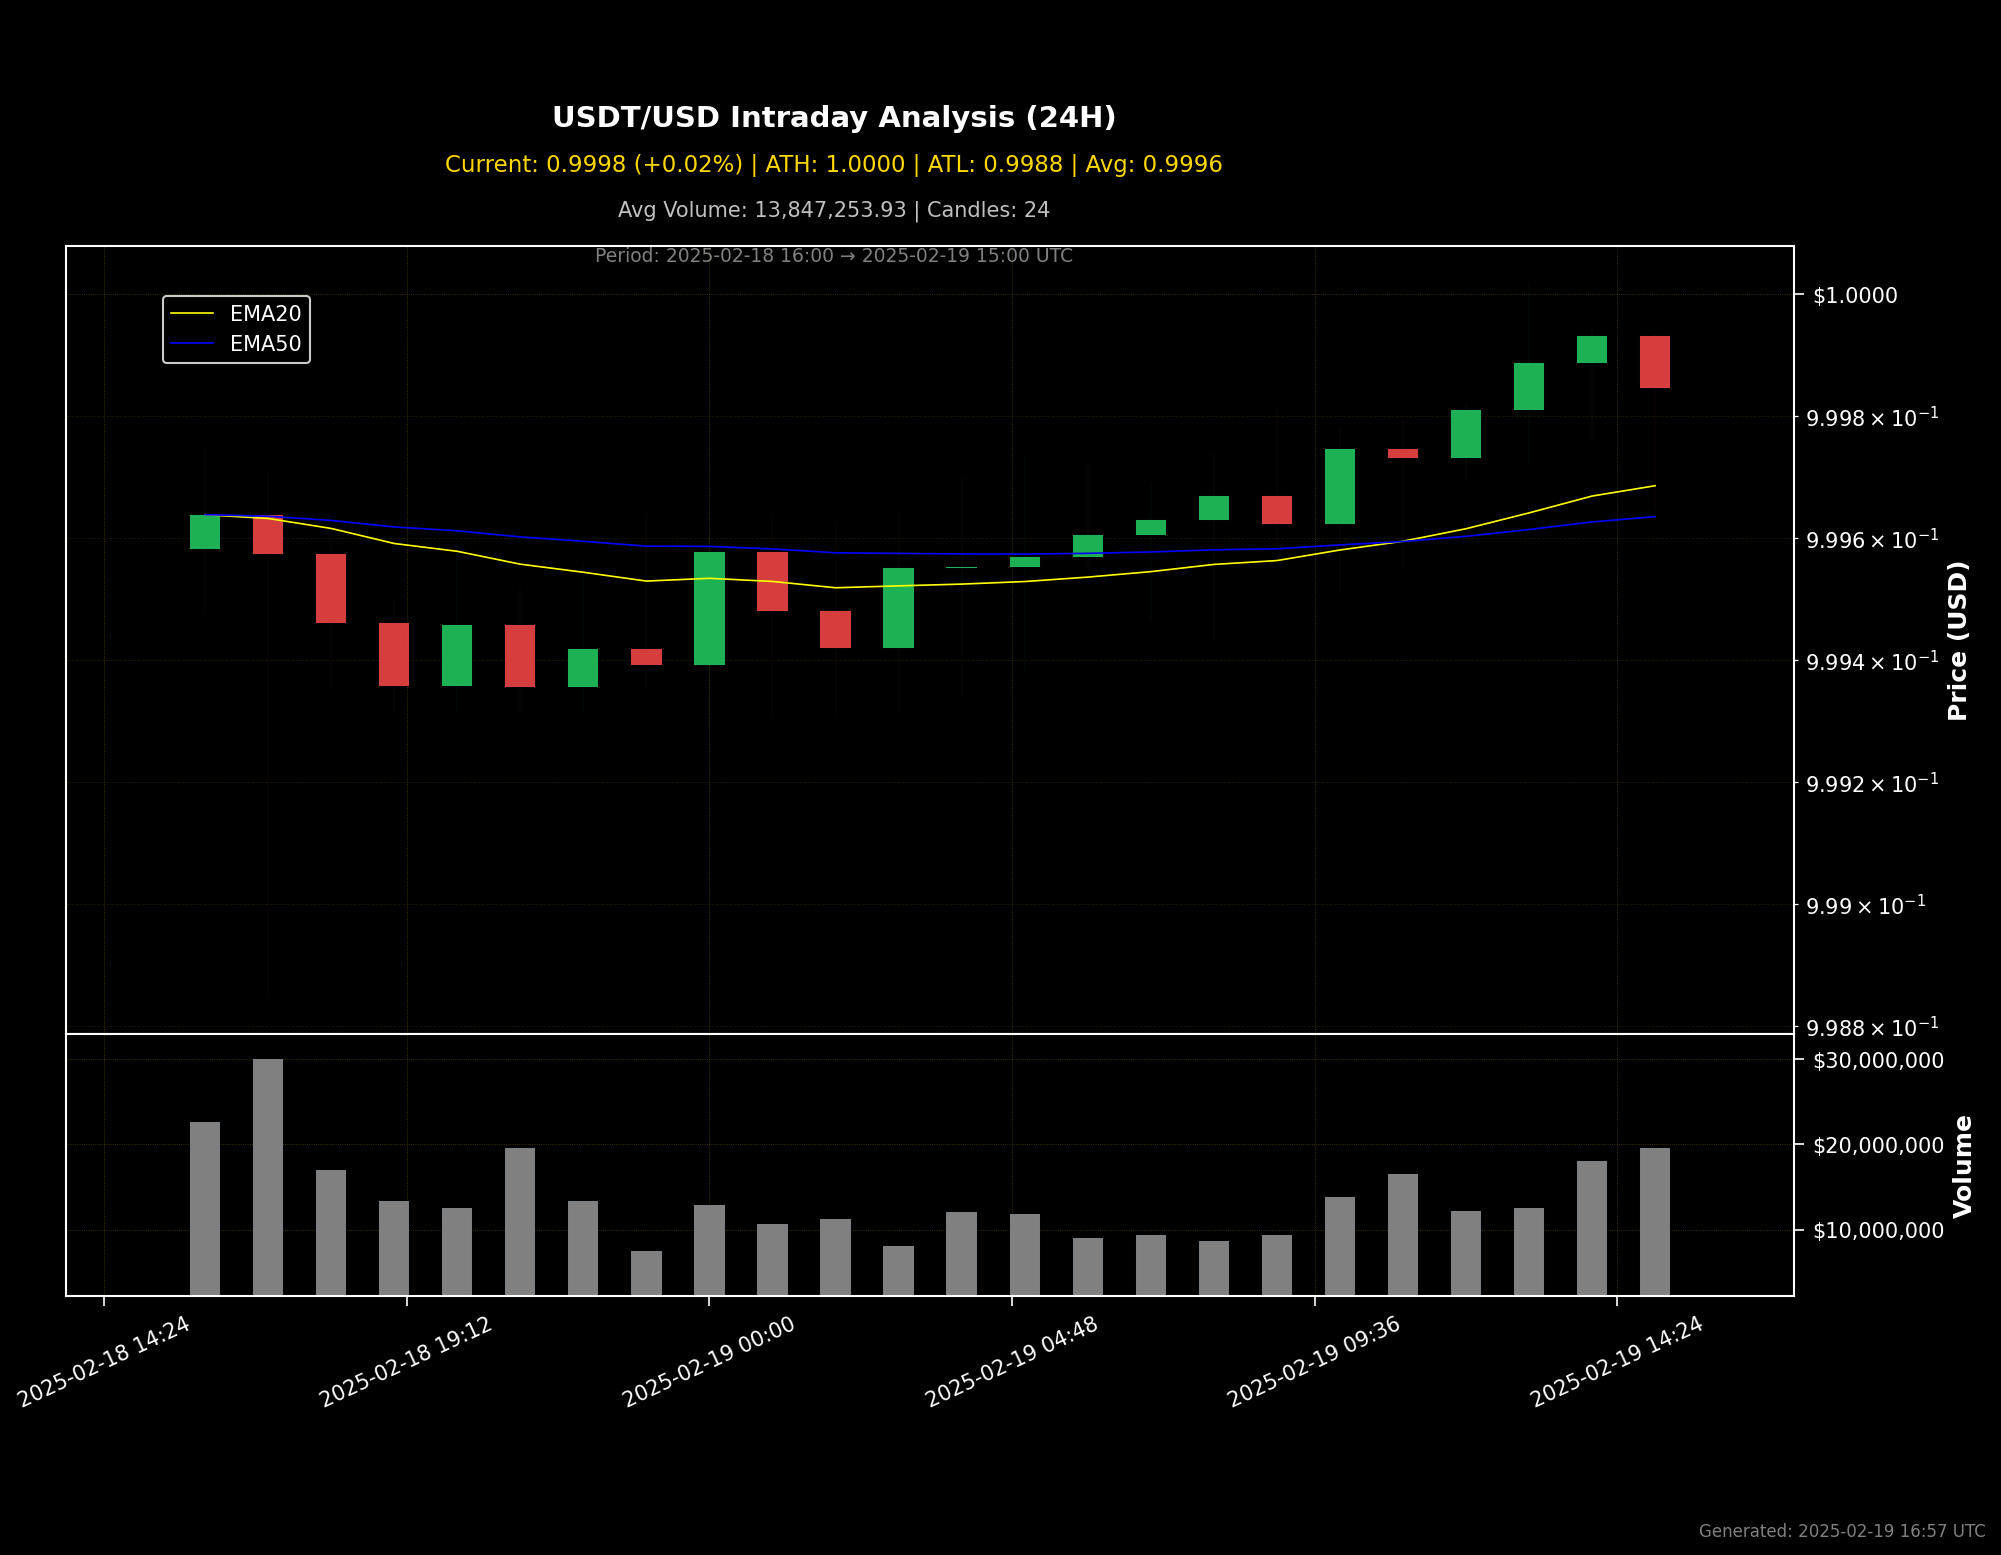 USDT/USD Intraday Analysis (24H)
Current: 0.9998 (+0.02%) | ATH: 1.0000 | ATL: 0.9988 | Avg: 0.9996
Avg Volume: 13,847,253.93 | Candles: 24
Period: 2025-02-18 16:00 → 2025-02-19 15:00 UTC
EMA20
EMA50
$1.0000
9.998 × 10⁻¹
9.996 × 10⁻¹
9.994 × 10⁻¹
9.992 × 10⁻¹
9.99 × 10⁻¹
9.988 × 10⁻¹
Price (USD)
$30,000,000
$20,000,000
$10,000,000
Volume
2025-02-18 14:24
2025-02-18 19:12
2025-02-19 00:00
2025-02-19 04:48
2025-02-19 09:36
2025-02-19 14:24
Generated: 2025-02-19 16:57 UTC